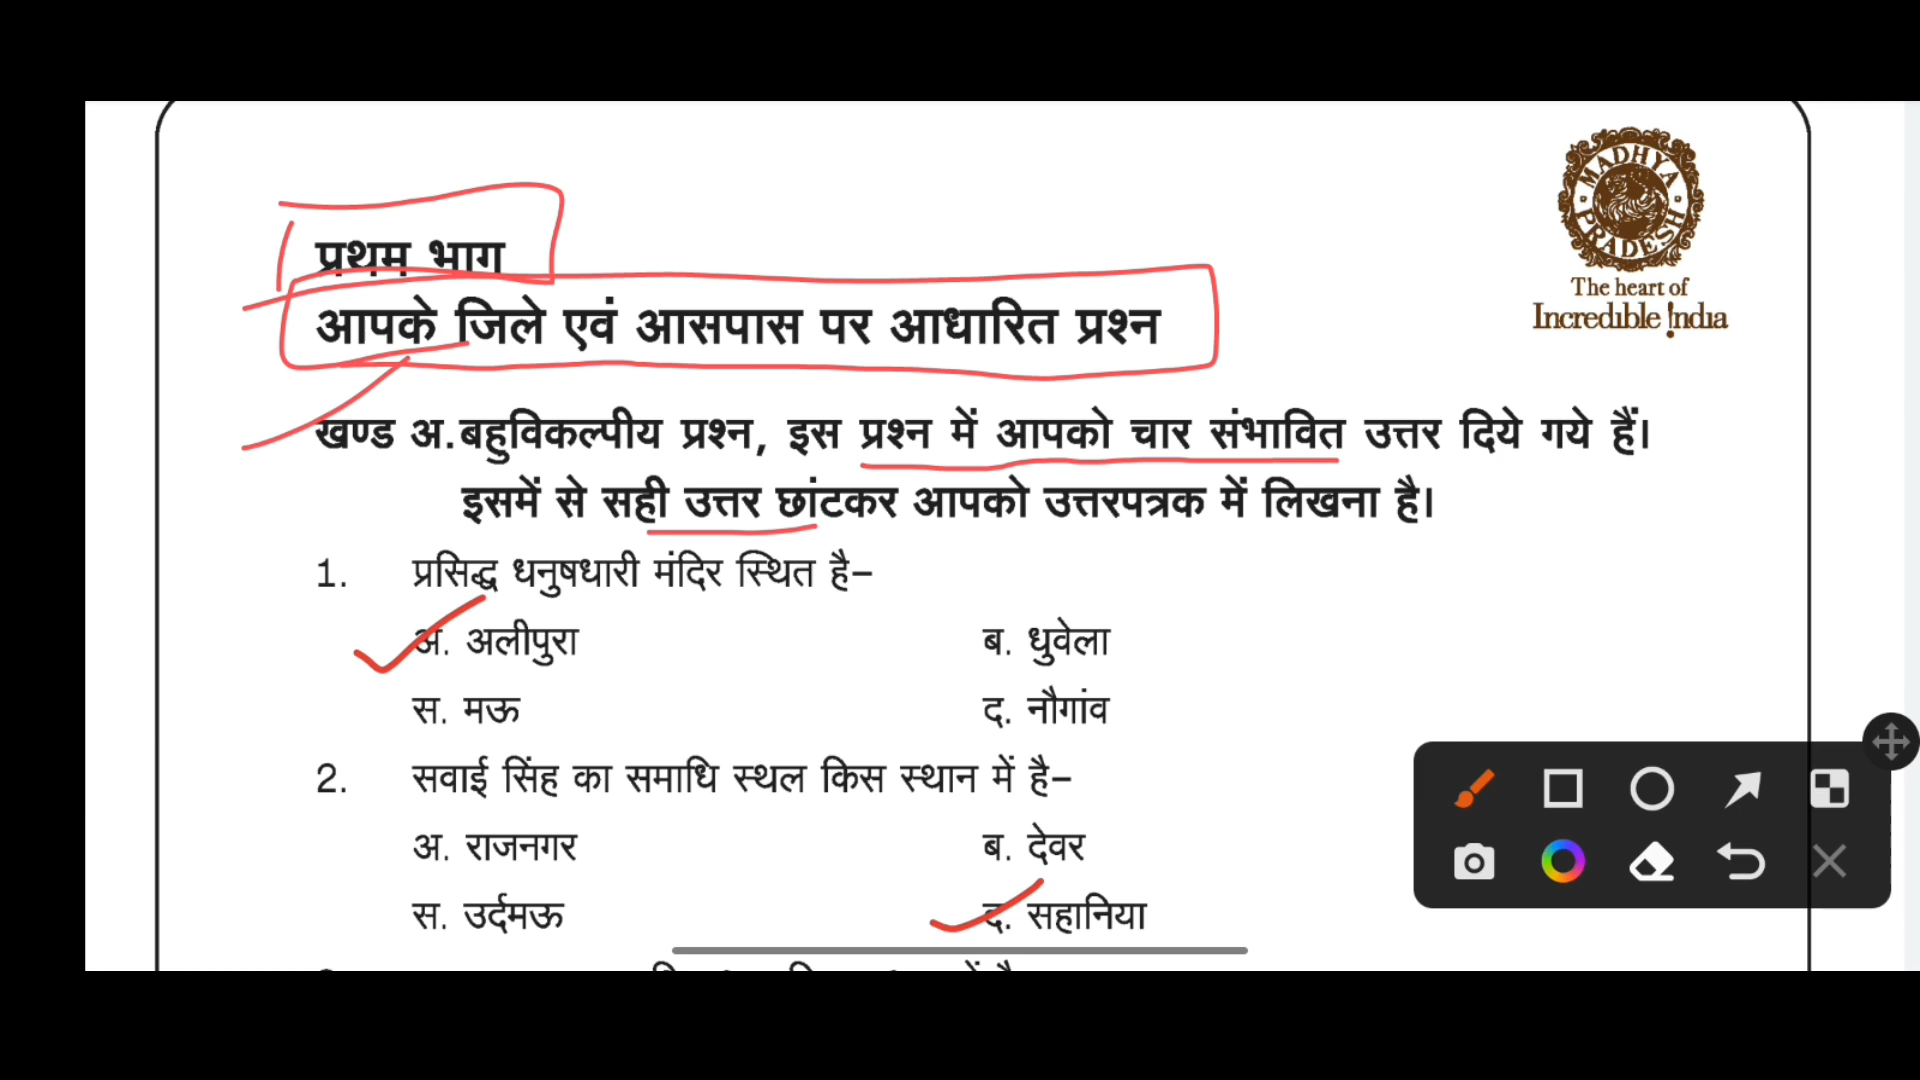 MADHYA PRADESH
The heart of
Incredible !ndia
प्रथम भाग
आपके जिले एवं आसपास पर आधारित प्रश्न
खण्ड अ. बहुविकल्पीय प्रश्न, इस प्रश्न में आपको चार संभावित उत्तर दिये गये हैं।
इसमें से सही उत्तर छांटकर आपको उत्तरपत्रक में लिखना है।
1. प्रसिद्ध धनुषधारी मंदिर स्थित है–
अ. अलीपुरा ब. धुवेला
स. मऊ द. नौगांव
2. सवाई सिंह का समाधि स्थल किस स्थान में है–
अ. राजनगर ब. देवर
स. उर्दमऊ द. सहानिया